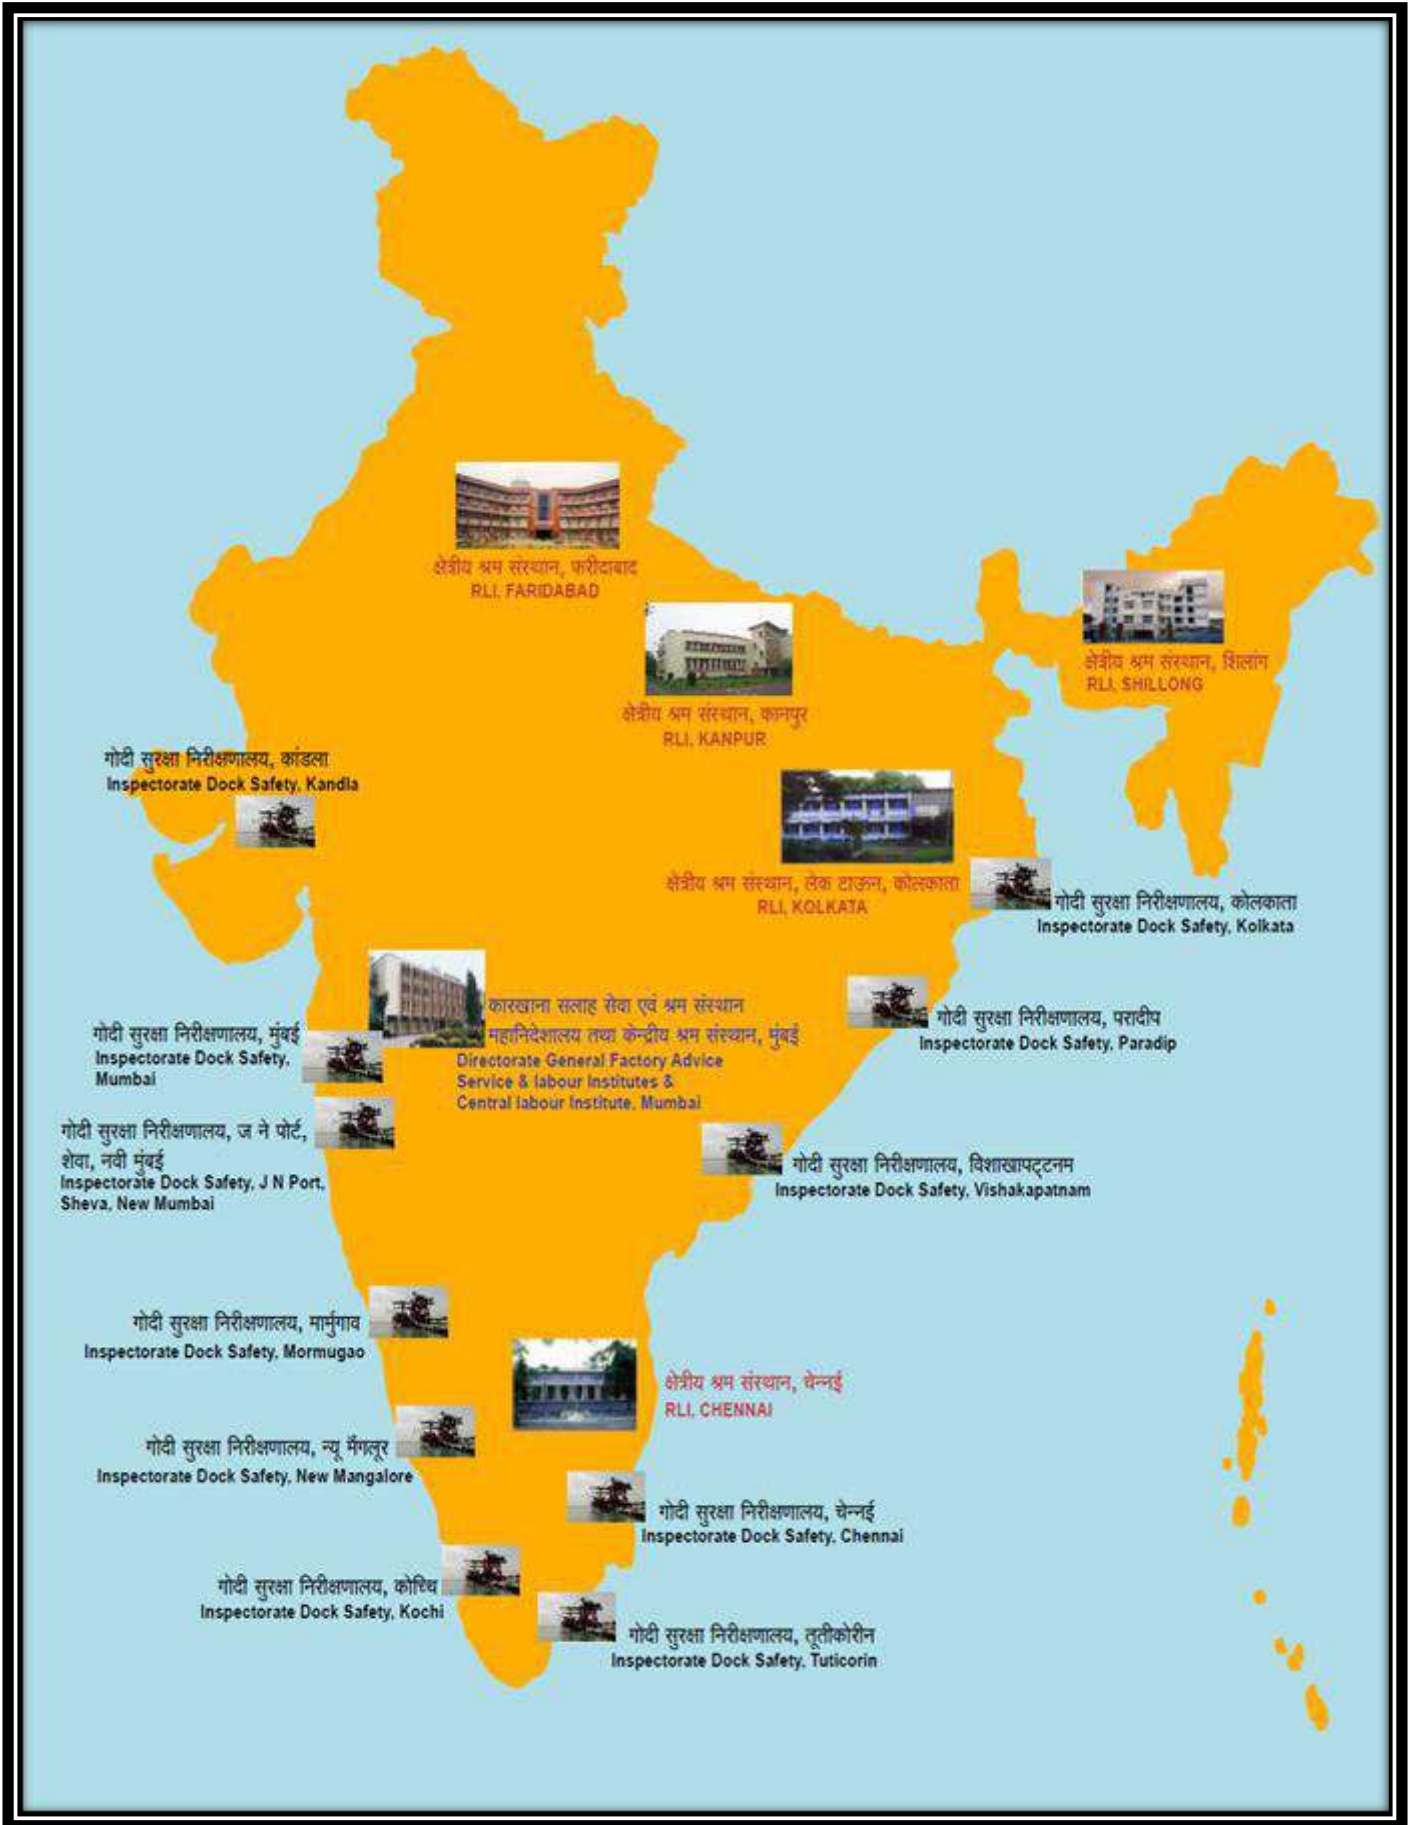 क्षेत्रीय श्रम संस्थान, फरीदाबाद
RLI, FARIDABAD
क्षेत्रीय श्रम संस्थान, शिलांग
RLI, SHILLONG
क्षेत्रीय श्रम संस्थान, कानपुर
RLI, KANPUR
गोदी सुरक्षा निरीक्षणालय, कांडला
Inspectorate Dock Safety, Kandla
क्षेत्रीय श्रम संस्थान, लेक टाऊन, कोलकाता
RLI, KOLKATA
गोदी सुरक्षा निरीक्षणालय, कोलकाता
Inspectorate Dock Safety, Kolkata
कारखाना सलाह सेवा एवं श्रम संस्थान
महानिदेशालय तथा केन्द्रीय श्रम संस्थान, मुंबई
Directorate General Factory Advice
Service & labour Institutes &
Central labour Institute, Mumbai
गोदी सुरक्षा निरीक्षणालय, परादीप
Inspectorate Dock Safety, Paradip
गोदी सुरक्षा निरीक्षणालय, मुंबई
Inspectorate Dock Safety,
Mumbai
गोदी सुरक्षा निरीक्षणालय, ज ने पोर्ट,
शेवा, नवी मुंबई
Inspectorate Dock Safety, J N Port,
Sheva, New Mumbai
गोदी सुरक्षा निरीक्षणालय, विशाखापट्टनम
Inspectorate Dock Safety, Vishakapatnam
गोदी सुरक्षा निरीक्षणालय, मार्मुगाव
Inspectorate Dock Safety, Mormugao
क्षेत्रीय श्रम संस्थान, चेन्नई
RLI, CHENNAI
गोदी सुरक्षा निरीक्षणालय, न्यू मैंगलूर
Inspectorate Dock Safety, New Mangalore
गोदी सुरक्षा निरीक्षणालय, चेन्नई
Inspectorate Dock Safety, Chennai
गोदी सुरक्षा निरीक्षणालय, कोच्चि
Inspectorate Dock Safety, Kochi
गोदी सुरक्षा निरीक्षणालय, तूतीकोरीन
Inspectorate Dock Safety, Tuticorin